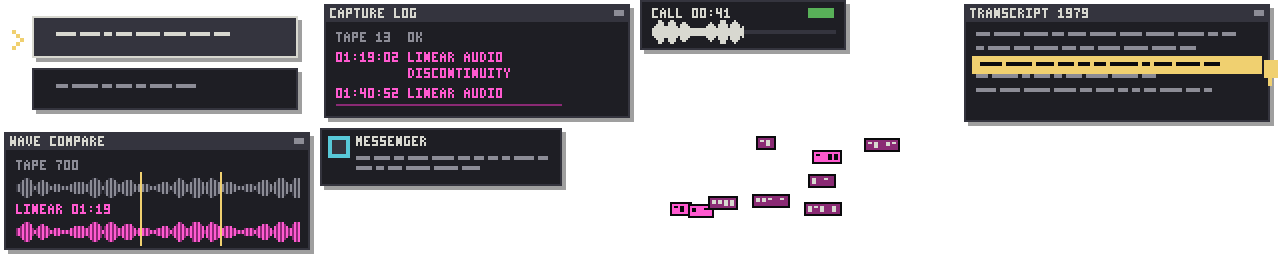 CAPTURE LOG
TAPE 13 OK
01:19:02 LINEAR AUDIO
DISCONTINUITY
01:40:52 LINEAR AUDIO
CALL 00:41
TRANSCRIPT 1979
WAVE COMPARE
TAPE 700
LINEAR 01:19
MESSENGER